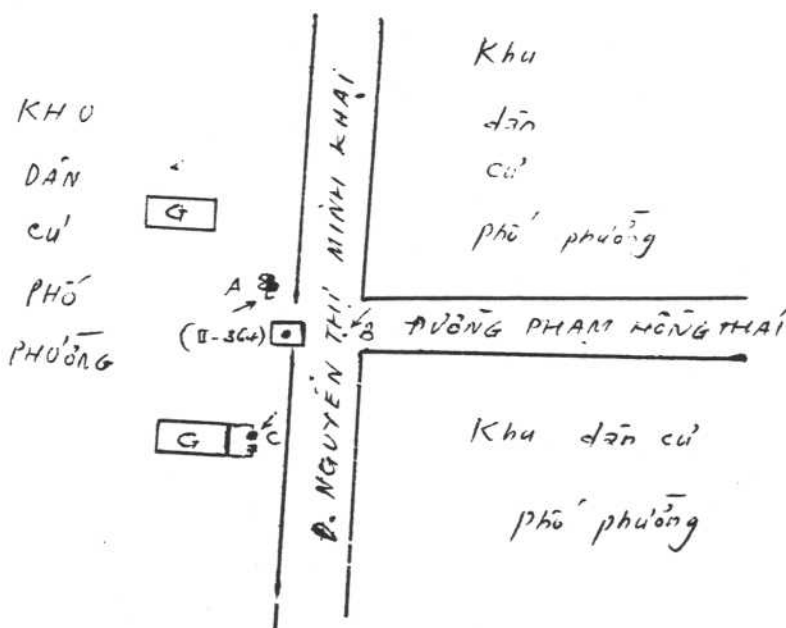 KHU
DÂN
CƯ
PHỐ
PHƯỜNG
G
A
(II-364)
G
C
Đ. NGUYỄN THỊ MINH KHAI
B
Khu
dân
cư
phố phường
ĐƯỜNG PHẠM HỒNG THÁI
Khu dân cư
phố phường